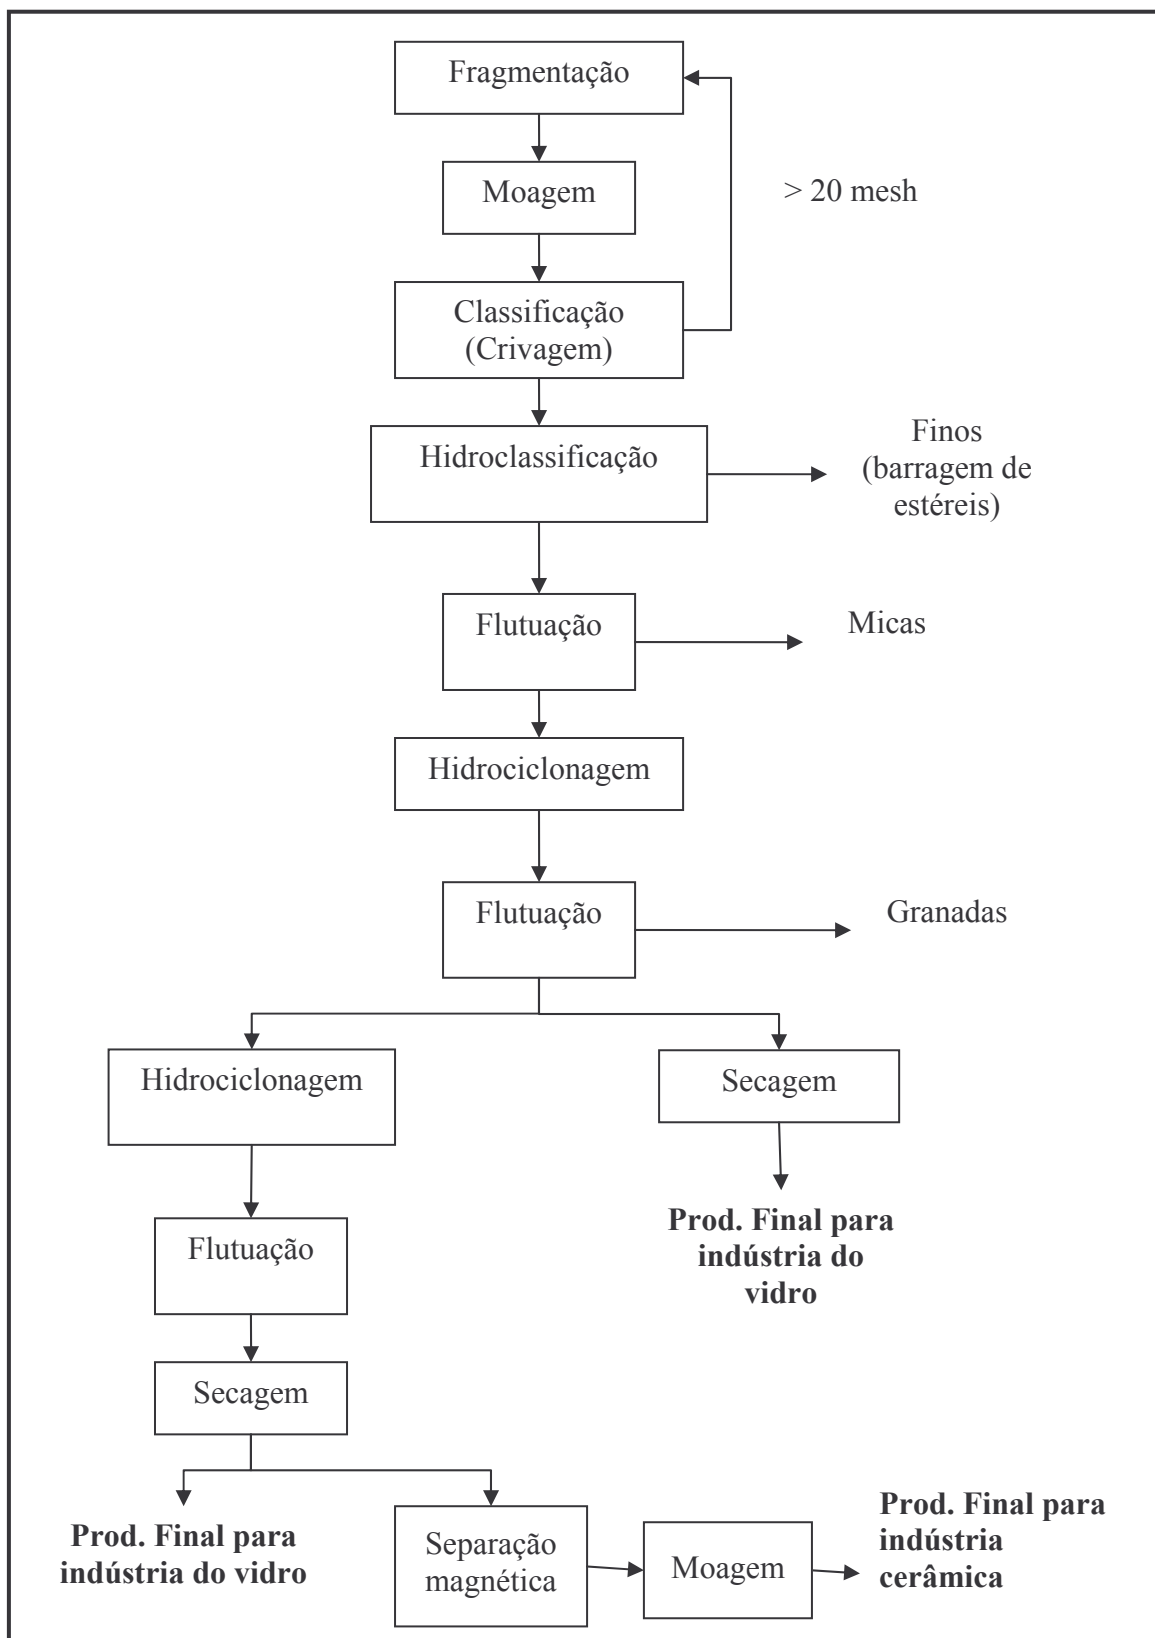 Fragmentação
Moagem
> 20 mesh
Classificação
(Crivagem)
Hidroclassificação
Finos
(barragem de
estéreis)
Flutuação
Micas
Hidrociclonagem
Flutuação
Granadas
Hidrociclonagem
Secagem
Prod. Final para
indústria do
vidro
Flutuação
Secagem
Prod. Final para
indústria do vidro
Separação
magnética
Moagem
Prod. Final para
indústria
cerâmica